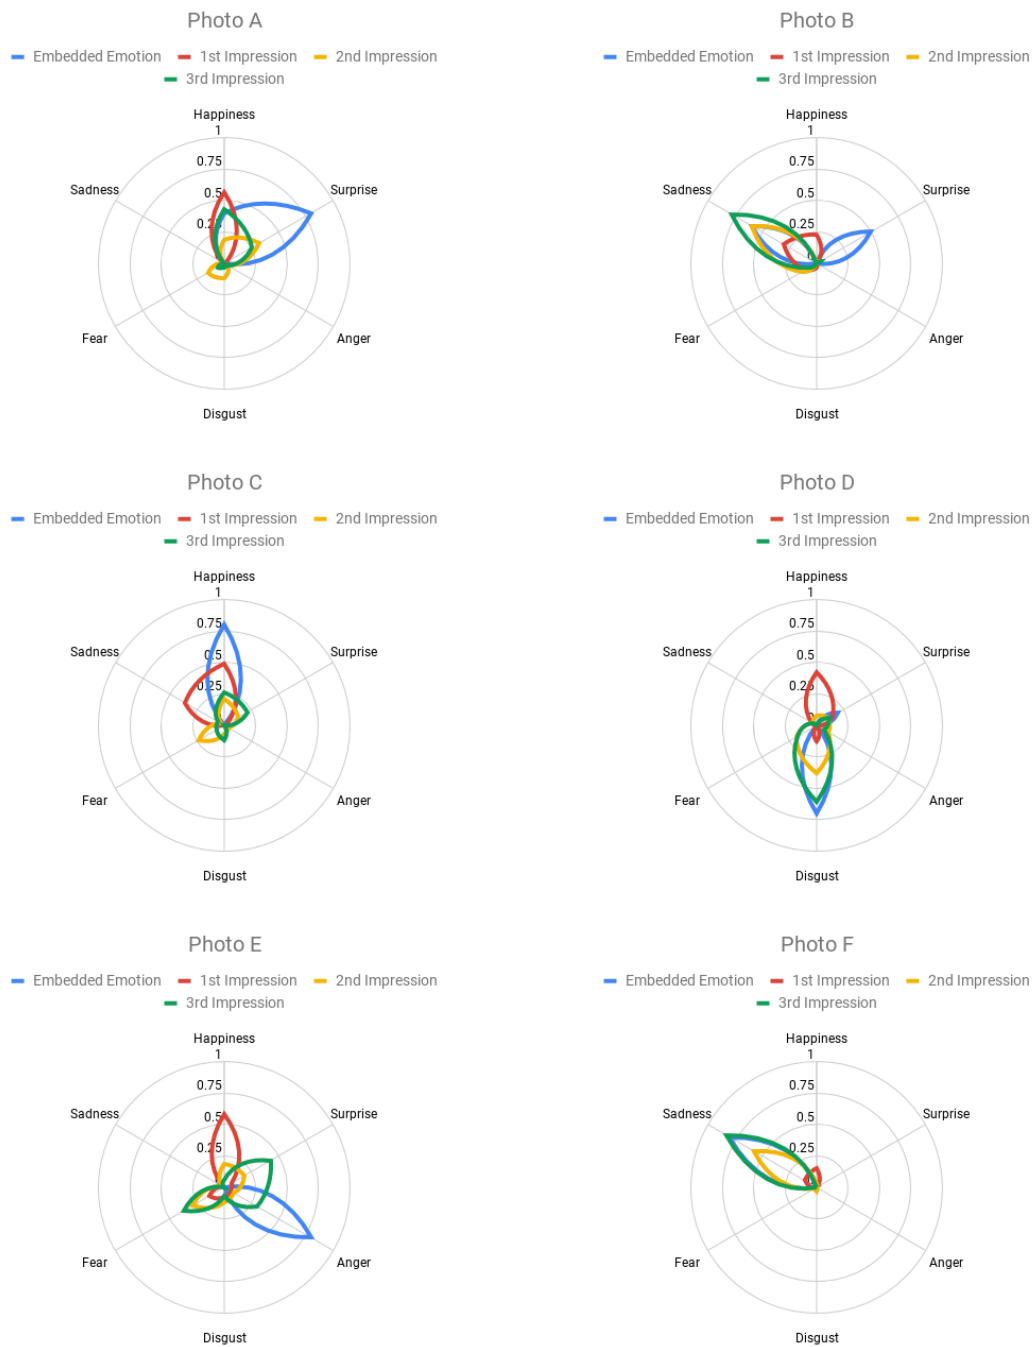 Photo A
Embedded Emotion 1st Impression 2nd Impression
3rd Impression
Happiness
1
0.75
0.5
0.25
Sadness
Surprise
Fear
Anger
Disgust
Photo B
Embedded Emotion 1st Impression 2nd Impression
3rd Impression
Happiness
1
0.75
0.5
0.25
0
Sadness
Surprise
Fear
Anger
Disgust
Photo C
Embedded Emotion 1st Impression 2nd Impression
3rd Impression
Happiness
1
0.75
0.5
0.25
Sadness
Surprise
Fear
Anger
Disgust
Photo D
Embedded Emotion 1st Impression 2nd Impression
3rd Impression
Happiness
1
0.75
0.5
0.25
0
Sadness
Surprise
Fear
Anger
Disgust
Photo E
Embedded Emotion 1st Impression 2nd Impression
3rd Impression
Happiness
1
0.75
0.5
0.25
Sadness
Surprise
Fear
Anger
Disgust
Photo F
Embedded Emotion 1st Impression 2nd Impression
3rd Impression
Happiness
1
0.75
0.5
0.25
Sadness
Surprise
Fear
Anger
Disgust